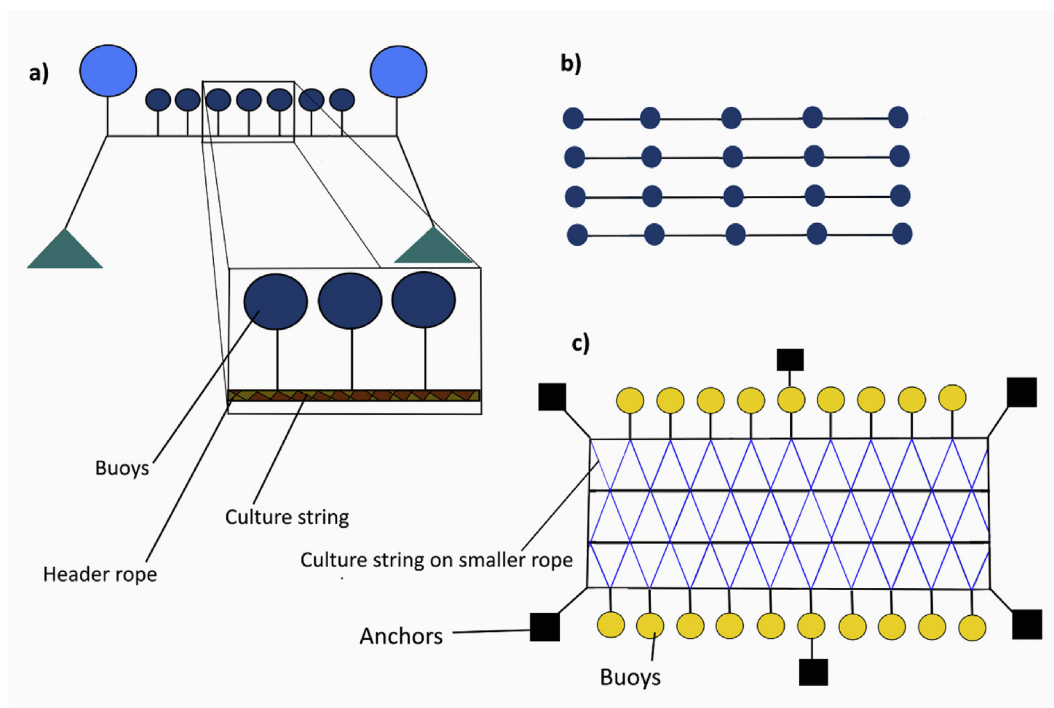 a)
b)
Buoys
Culture string
Header rope
c)
Culture string on smaller rope
Anchors
Buoys